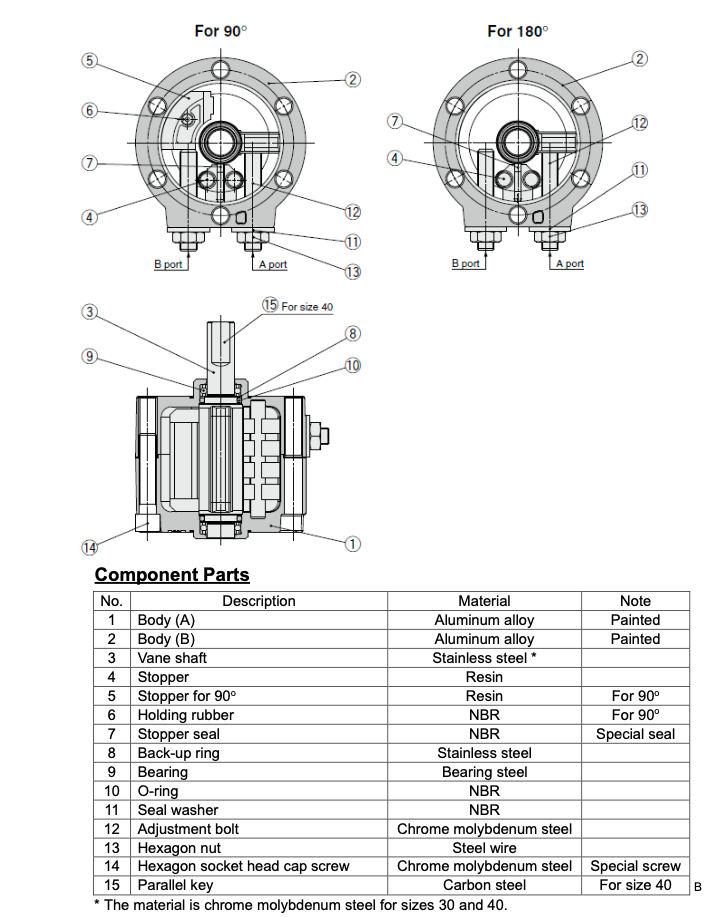 For 90°
For 180°
5
2
6
7
4
12
11
13
B port
A port
2
7
12
4
11
13
B port
A port
3
15 For size 40
8
9
10
14
1
Component Parts
No. Description Material Note
1 Body (A) Aluminum alloy Painted
2 Body (B) Aluminum alloy Painted
3 Vane shaft Stainless steel *
4 Stopper Resin
5 Stopper for 90° Resin For 90°
6 Holding rubber NBR For 90°
7 Stopper seal NBR Special seal
8 Back-up ring Stainless steel
9 Bearing Bearing steel
10 O-ring NBR
11 Seal washer NBR
12 Adjustment bolt Chrome molybdenum steel
13 Hexagon nut Steel wire
14 Hexagon socket head cap screw Chrome molybdenum steel Special screw
15 Parallel key Carbon steel For size 40 B
* The material is chrome molybdenum steel for sizes 30 and 40.